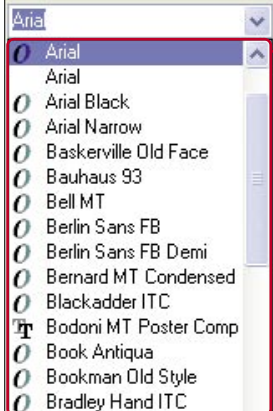 Arial
Arial
Arial
Arial Black
Arial Narrow
Baskerville Old Face
Bauhaus 93
Bell MT
Berlin Sans FB
Berlin Sans FB Demi
Bernard MT Condensed
Blackadder ITC
Bodoni MT Poster Comp
Book Antiqua
Bookman Old Style
Bradley Hand ITC